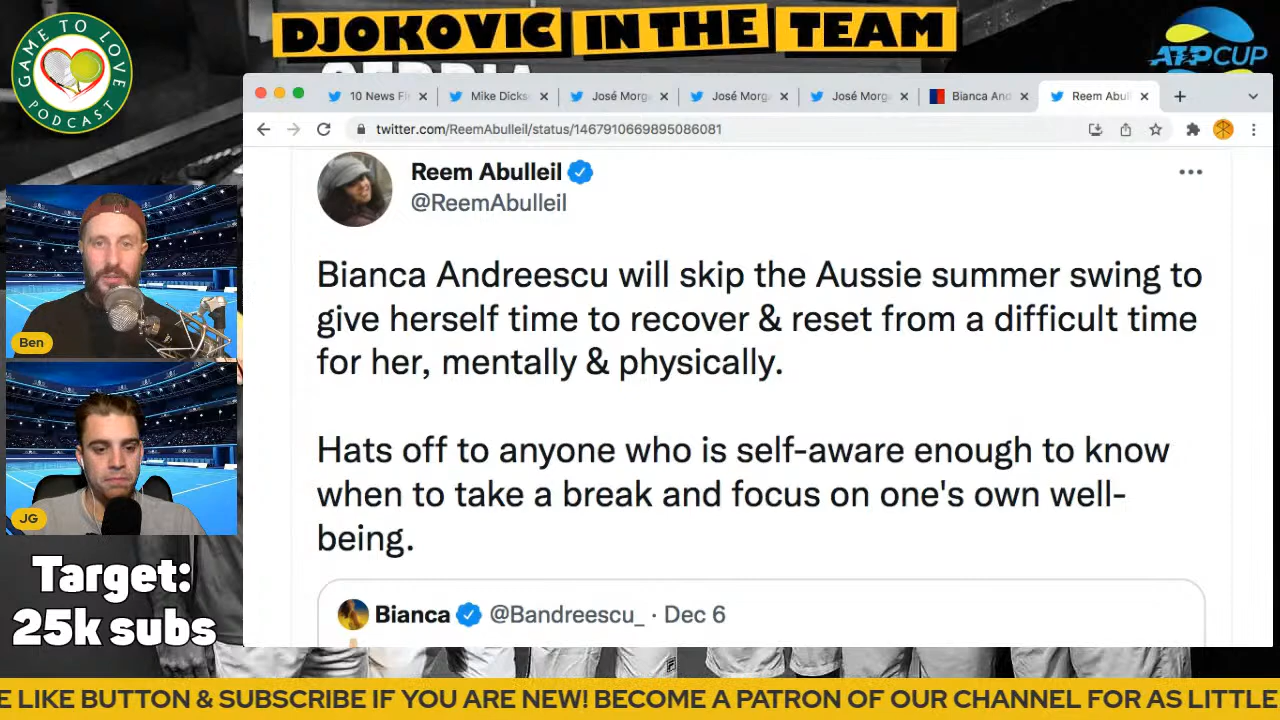 DJOKOVIC IN THE TEAM
SERBIA
GAME TO LOVE
PODCAST
ATP CUP
10 News Fir
Mike Dicks
José Morg
José Morg
José Morg
Bianca And
Reem Abul
twitter.com/ReemAbulleil/status/1467910669895086081
Reem Abulleil
@ReemAbulleil
Bianca Andreescu will skip the Aussie summer swing to
give herself time to recover & reset from a difficult time
for her, mentally & physically.
Hats off to anyone who is self-aware enough to know
when to take a break and focus on one's own well-
being.
Bianca @Bandreescu_ · Dec 6
Ben
JG
Target:
25k subs
E LIKE BUTTON & SUBSCRIBE IF YOU ARE NEW! BECOME A PATRON OF OUR CHANNEL FOR AS LITTLE